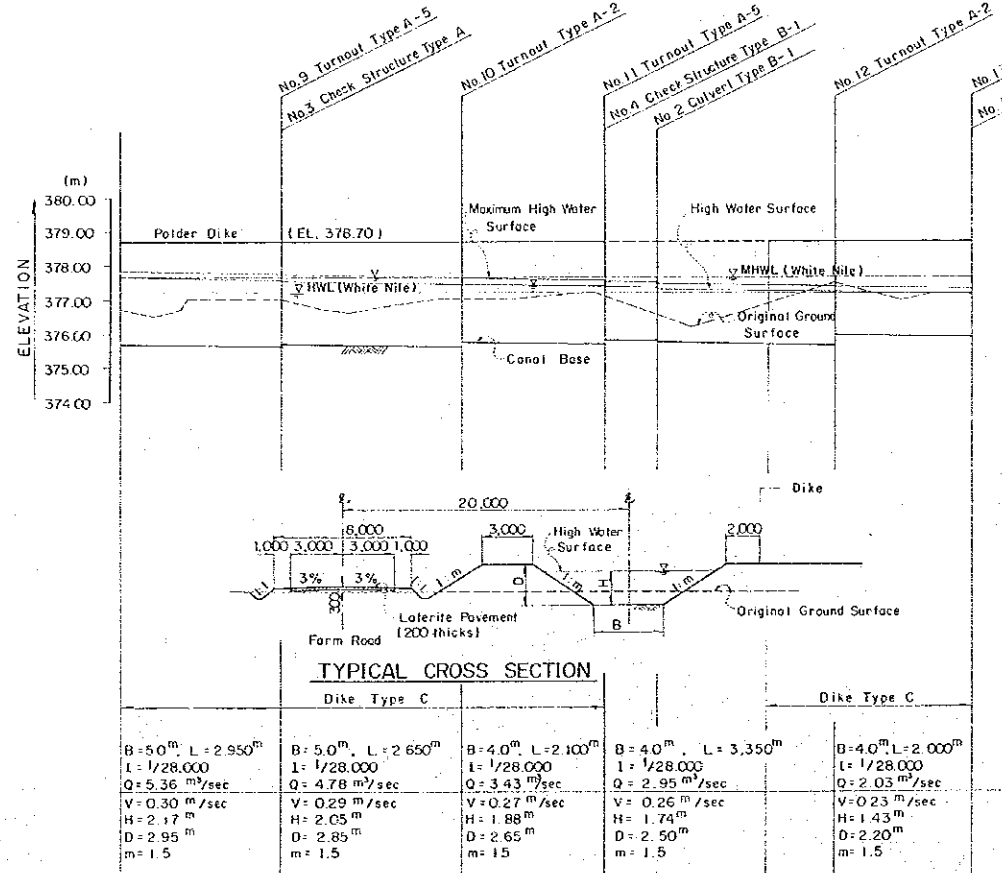 No.9 Turnout Type A-5
No.3 Check Structure Type A
No.10 Turnout Type A-2
No.11 Turnout Type A-5
No.4 Check Structure Type B-1
No 2 Culvert Type B-1
No.12 Turnout Type A-2
(m)
380.00
379.00
378.00
377.00
376.00
375.00
374.00
ELEVATION
Polder Dike (EL. 378.70)
Maximum High Water
Surface
High Water Surface
MHWL (White Nile)
HWL (White Nile)
Original Ground
Surface
Canal Base
Dike
20,000
8,000
1,000 3,000 3,000 1,000
3,000
High Water
Surface
2,000
3% 3%
1:1
1:1
1:m
1:m
1:m
D
H
B
300
Laterite Pavement
(200 thicks)
Original Ground Surface
Farm Road
TYPICAL CROSS SECTION
Dike Type C
Dike Type C
B=5.0m, L=2.950m
I=1/28.000
Q=5.36 m³/sec
V=0.30 m/sec
H=2.17 m
D=2.95 m
m=1.5
B=5.0m, L=2 650m
I=1/28.000
Q=4.78 m³/sec
V=0.29 m/sec
H=2.05 m
D=2.85 m
m=1.5
B=4.0m, L=2.100m
I=1/28.000
Q=3.43 m³/sec
V=0.27 m/sec
H=1.88 m
D=2.65 m
m=1.5
B=4.0m, L=3,350m
I=1/28.000
Q=2.95 m³/sec
V=0.26 m/sec
H=1.74 m
D=2.50 m
m=1.5
B=4.0m, L=2.000m
I=1/28.000
Q=2.03 m³/sec
V=0.23 m/sec
H=1.43 m
D=2.20 m
m=1.5